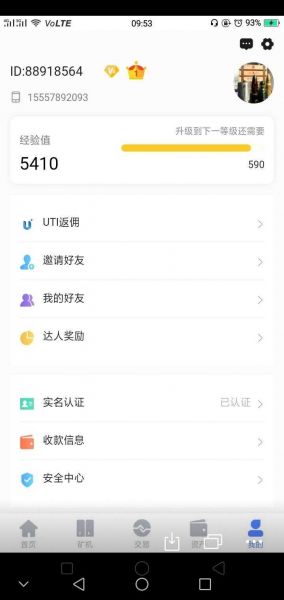 VoLTE 09:53 93%
ID:88918564 V 1
15557892093
升级到下一等级还需要
经验值
5410
590
UTI返佣
邀请好友
我的好友
达人奖励
实名认证 已认证
收款信息
安全中心
首页 矿机 交易 我的